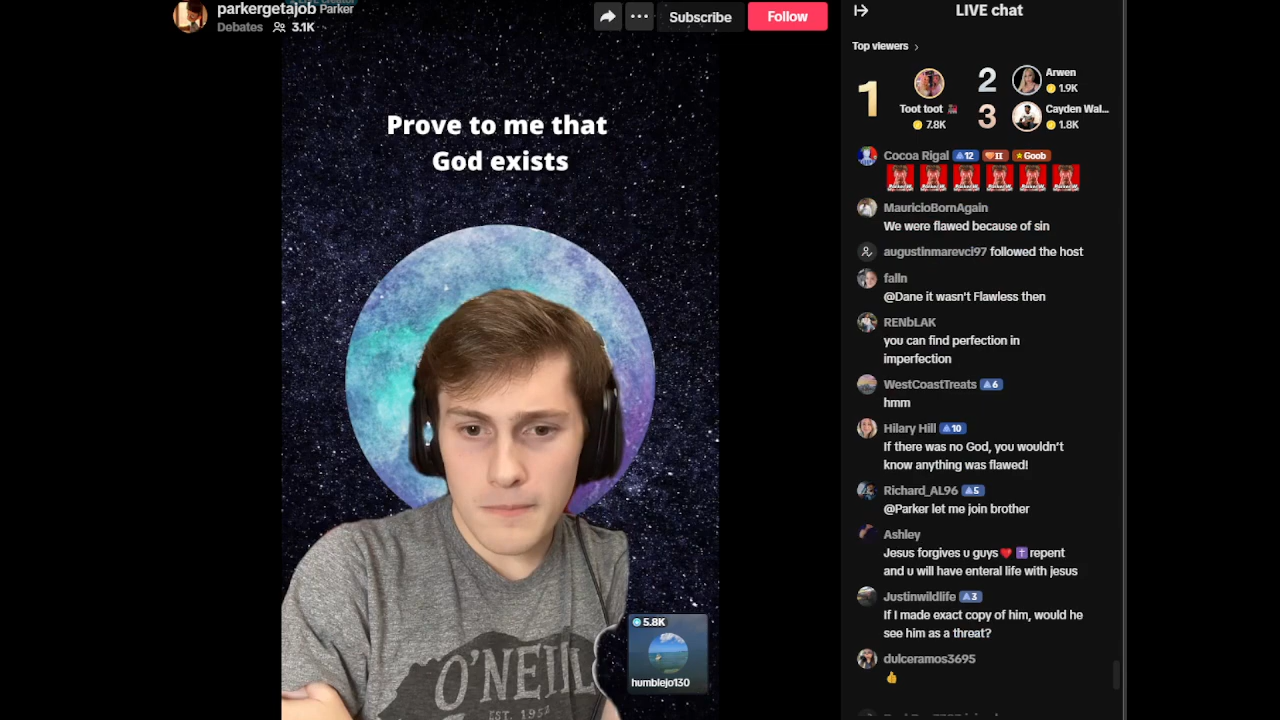 parkergetajob Parker
Debates 3.1K
Subscribe
Follow
Prove to me that
God exists
O'NEILL
EST. 1952
5.8K
humblejo130
LIVE chat
Top viewers
1
Toot toot
7.8K
2
Arwen
1.9K
3
Cayden Wal...
1.8K
Cocoa Rigal 12 II Goob
MauricioBornAgain
We were flawed because of sin
augustinmarevci97 followed the host
falln
@Dane it wasn't Flawless then
RENbLAK
you can find perfection in
imperfection
WestCoastTreats 6
hmm
Hilary Hill 10
If there was no God, you wouldn't
know anything was flawed!
Richard_AL96 5
@Parker let me join brother
Ashley
Jesus forgives u guys❤️ ✝️ repent
and u will have enteral life with jesus
Justinwildlife 3
If I made exact copy of him, would he
see him as a threat?
dulceramos3695
👍